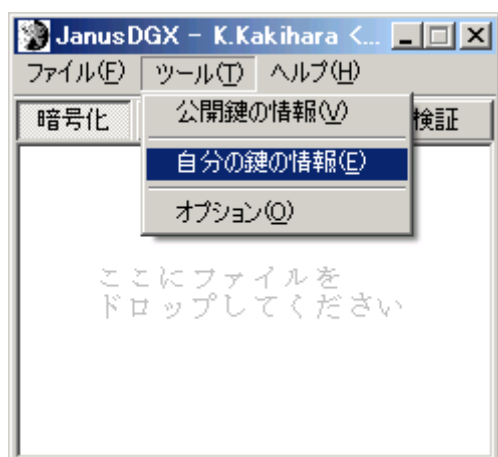 JanusDGX - K.Kakihara <...
ファイル(F) ツール(T) ヘルプ(H)
暗号化 検証
公開鍵の情報(V)
自分の鍵の情報(E)
オプション(O)
ここにファイルを
ドロップしてください